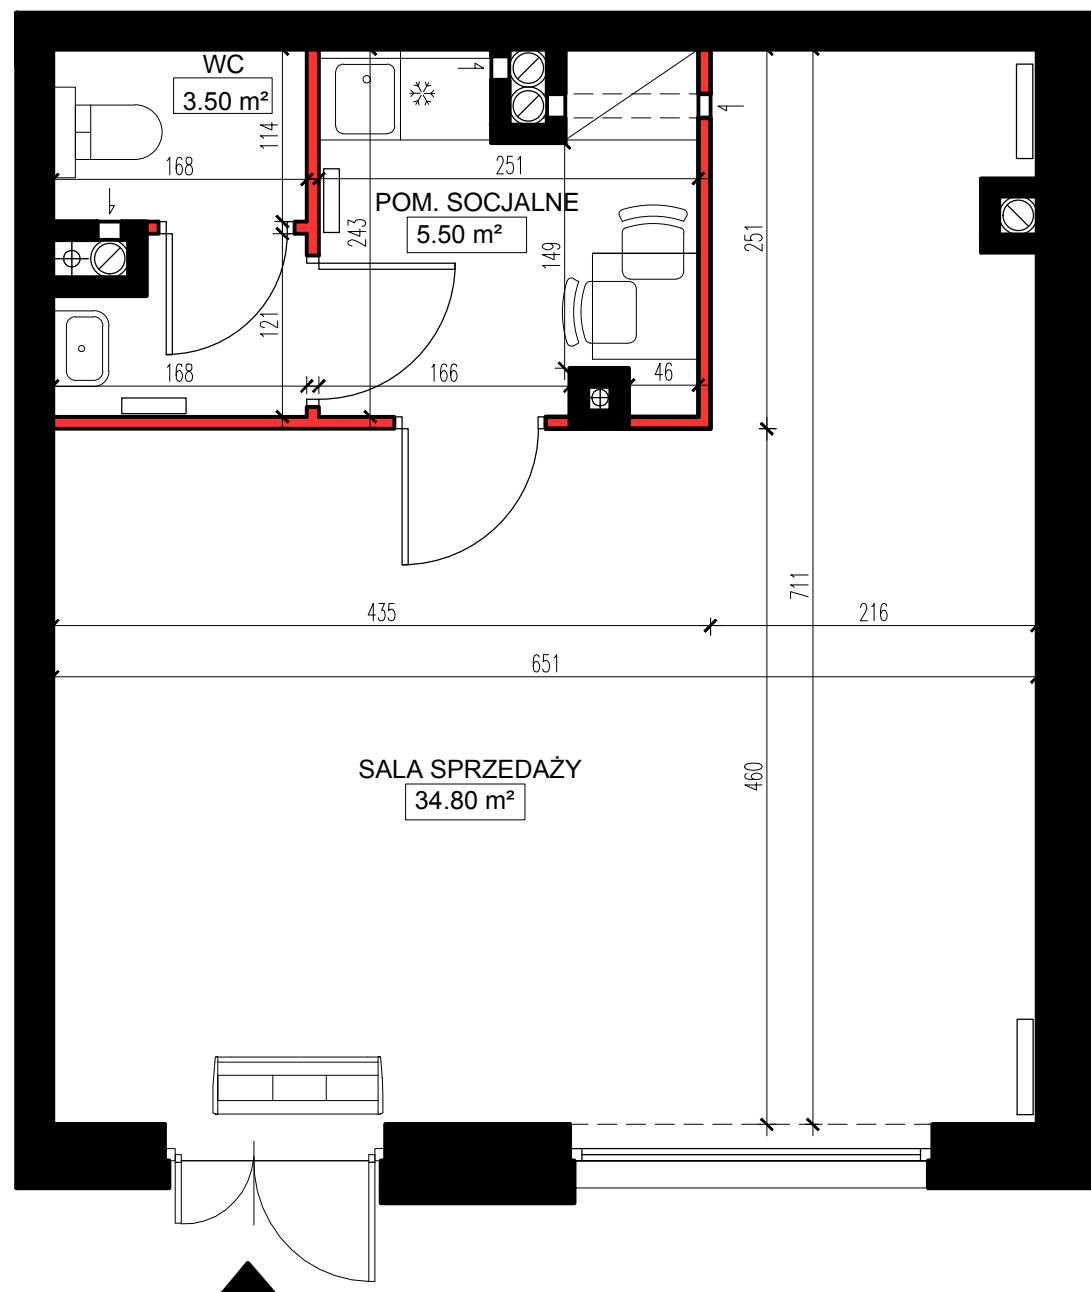 WC
3.50 m²
114
168
251
POM. SOCJALNE
5.50 m²
243
149
251
121
168
166
46
711
435
216
651
SALA SPRZEDAŻY
34.80 m²
460